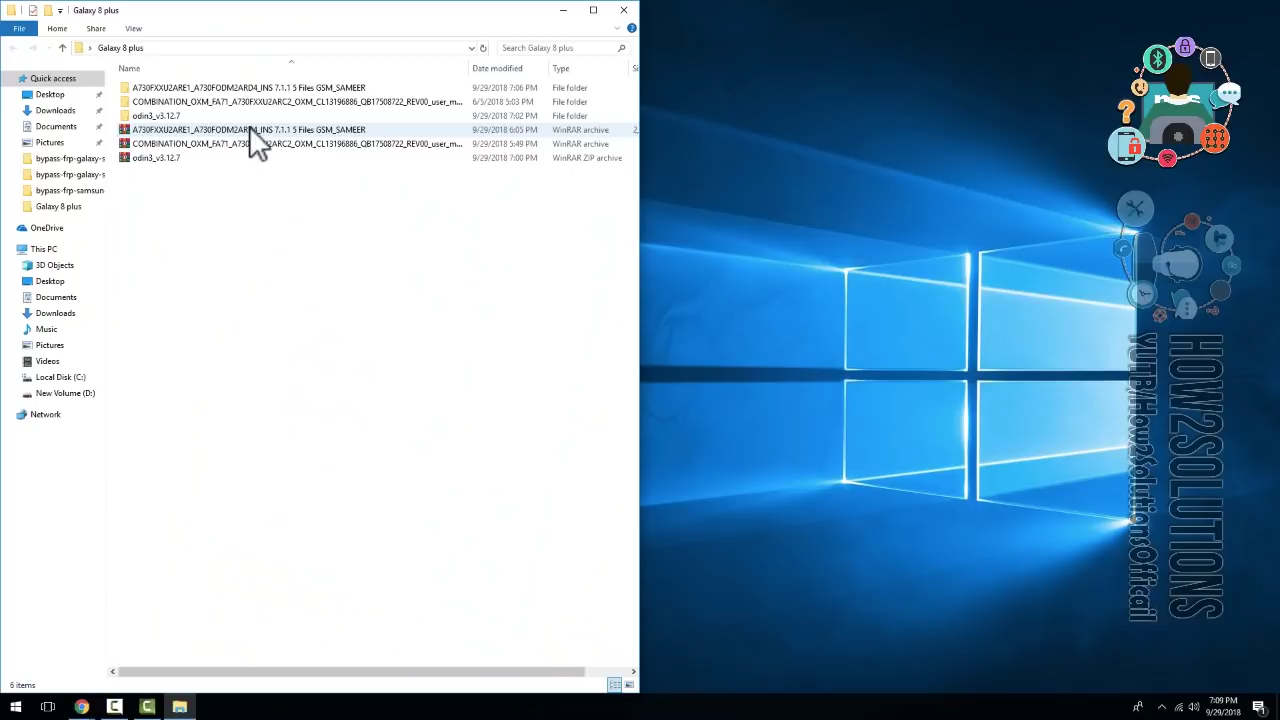 Galaxy 8 plus
File Home Share View
Galaxy 8 plus
Search Galaxy 8 plus
Name Date modified Type Si
A730FXXU2ARE1_A730FODM2ARD4_INS 7.1.1 5 Files GSM_SAMEER 9/29/2018 7:06 PM File folder
COMBINATION_OXM_FA71_A730FXXU2ARC2_OXM_CL13196886_QB17508722_REV00_user_m... 6/5/2018 5:03 PM File folder
odin3_v3.12.7 9/29/2018 7:02 PM File folder
A730FXXU2ARE1_A730FODM2ARD4_INS 7.1.1 5 Files GSM_SAMEER 9/29/2018 6:05 PM WinRAR archive 2,
COMBINATION_OXM_FA71_A730 2ARC2_OXM_CL13196886_QB17508722_REV00_user_m... 9/29/2018 5:49 PM WinRAR archive
odin3_v3.12.7 9/29/2018 7:00 PM WinRAR ZIP archive
Quick access
Desktop
Downloads
Documents
Pictures
bypass-frp-galaxy-s
bypass-frp-galaxy-s
bypass-frp-samsun
Galaxy 8 plus
OneDrive
This PC
3D Objects
Desktop
Documents
Downloads
Music
Pictures
Videos
Local Disk (C:)
New Volume (D:)
Network
6 items
HOW2SOLUTIONS
7:09 PM
9/29/2018